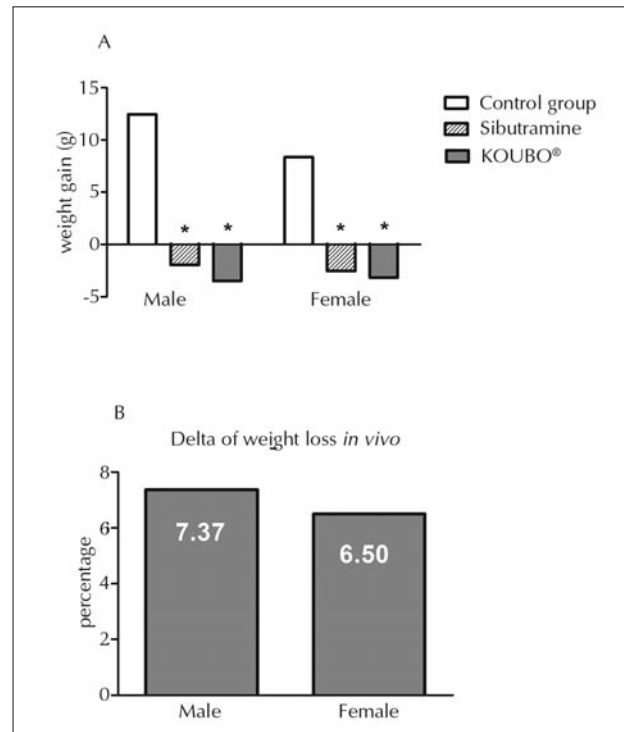 A
15
10
5
0
-5
weight gain (g)
* * * *
Male Female
Control group
Sibutramine
KOUBO®
B
Delta of weight loss in vivo
8
6
4
2
0
percentage
7.37 6.50
Male Female